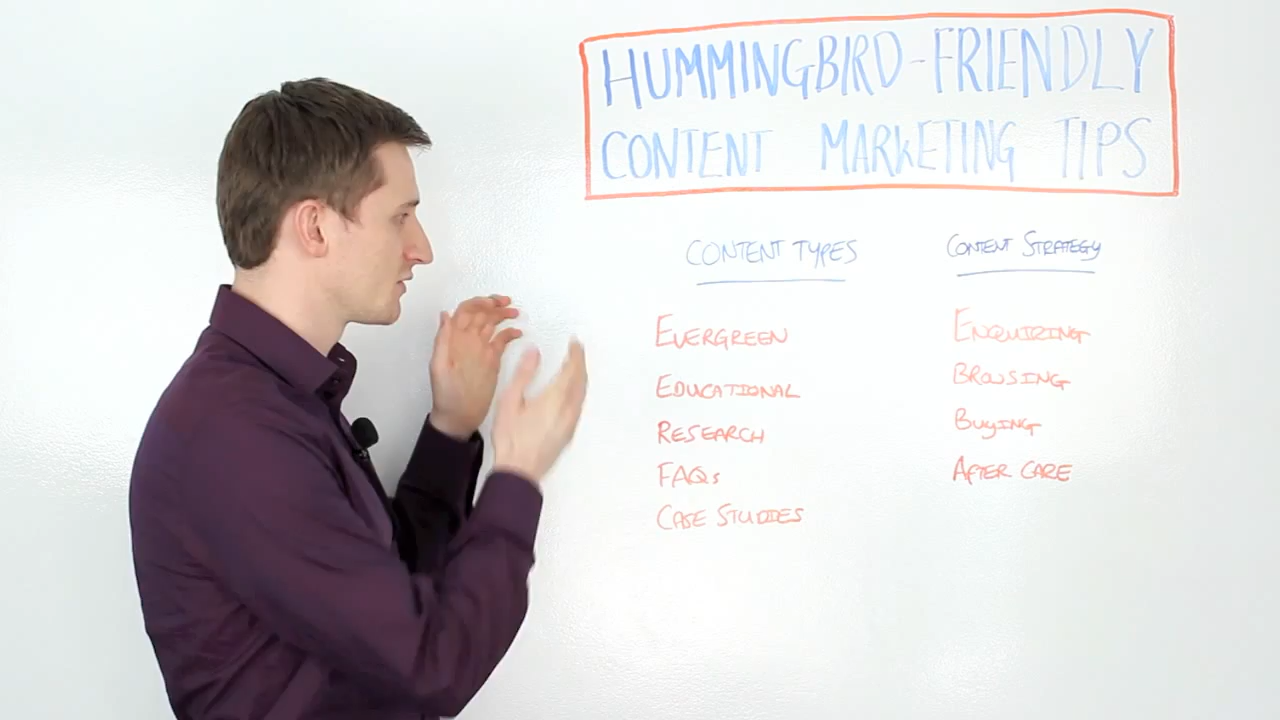 HUMMINGBIRD-FRIENDLY
CONTENT MARKETING TIPS
CONTENT TYPES
EVERGREEN
EDUCATIONAL
RESEARCH
FAQs
CASE STUDIES
CONTENT STRATEGY
ENQUIRING
BROWSING
BUYING
AFTER CARE